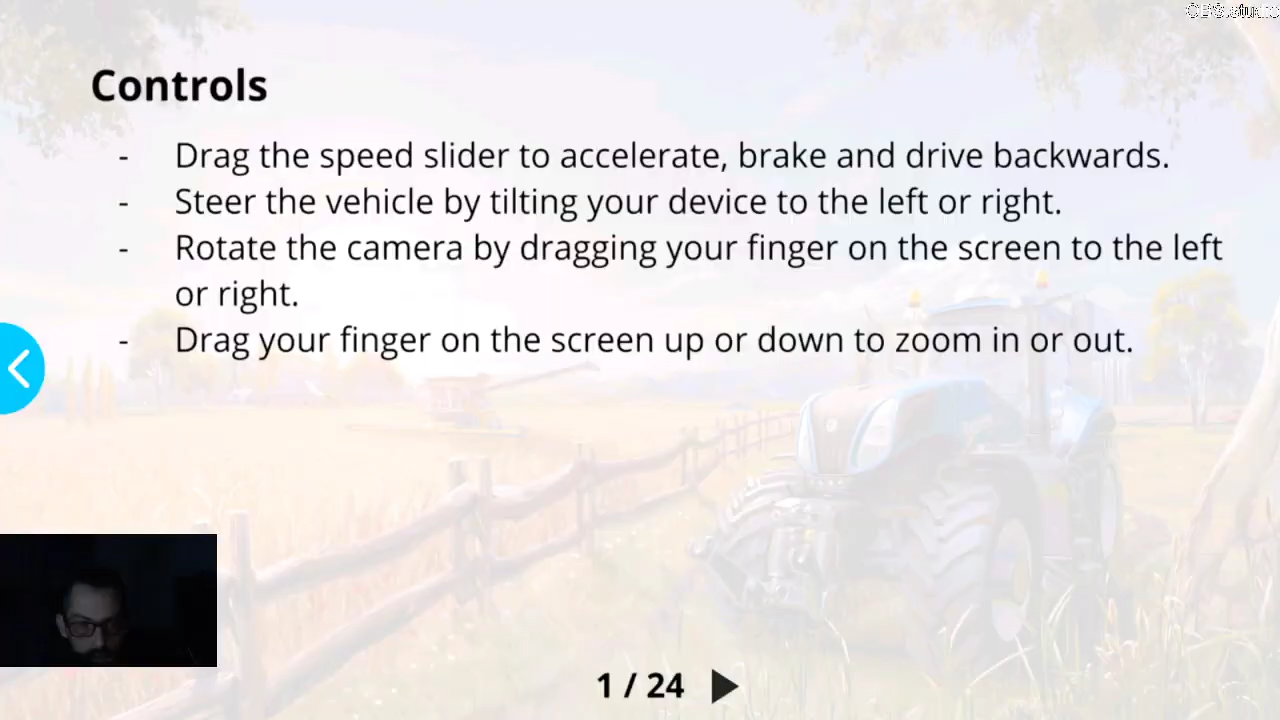 Controls
- Drag the speed slider to accelerate, brake and drive backwards.
- Steer the vehicle by tilting your device to the left or right.
- Rotate the camera by dragging your finger on the screen to the left
or right.
- Drag your finger on the screen up or down to zoom in or out.
1 / 24